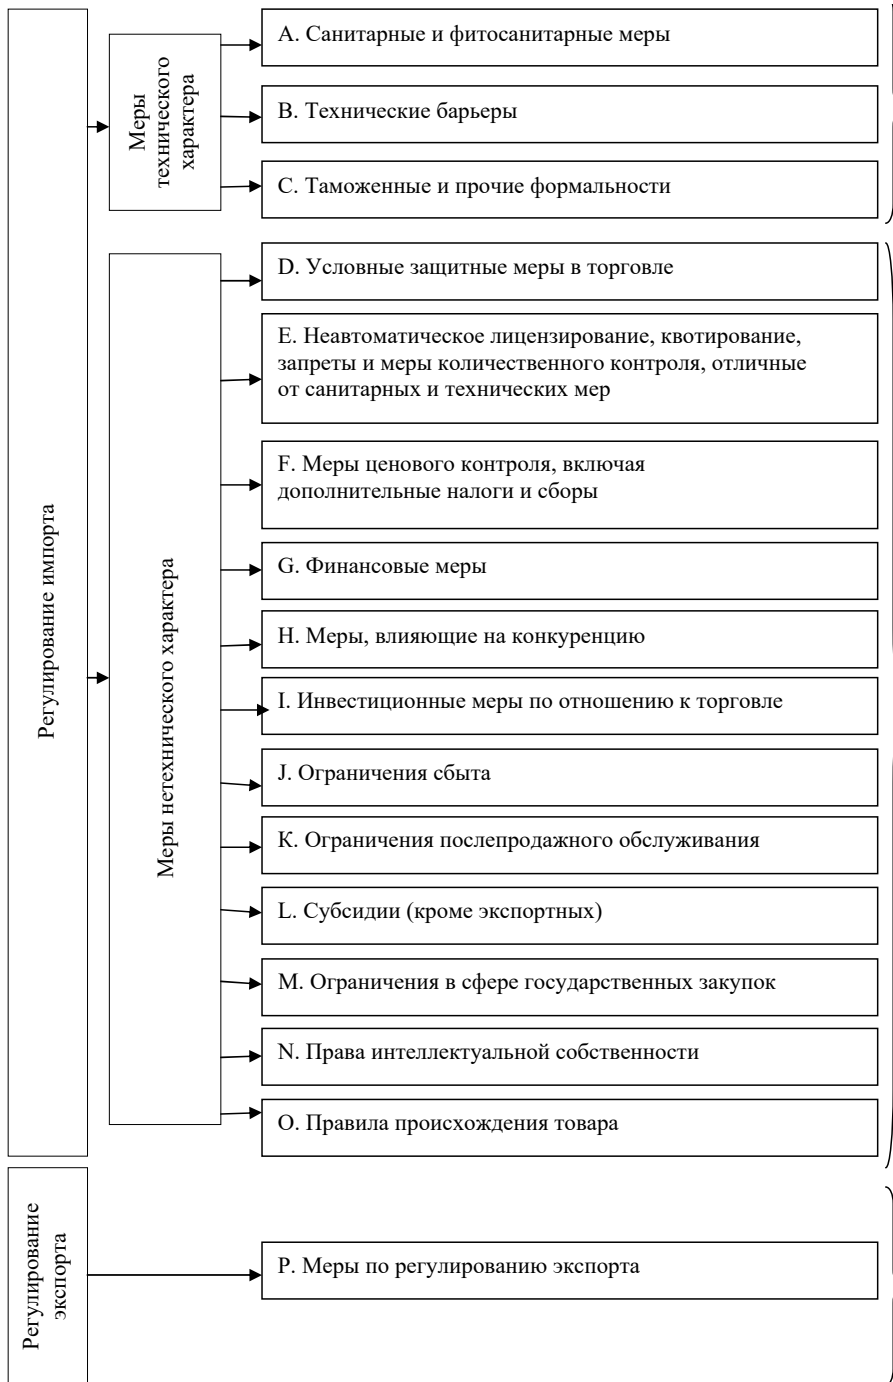 Регулирование импорта
Меры
технического
характера
A. Санитарные и фитосанитарные меры
B. Технические барьеры
C. Таможенные и прочие формальности
Меры нетехнического характера
D. Условные защитные меры в торговле
E. Неавтоматическое лицензирование, квотирование,
запреты и меры количественного контроля, отличные
от санитарных и технических мер
F. Меры ценового контроля, включая
дополнительные налоги и сборы
G. Финансовые меры
H. Меры, влияющие на конкуренцию
I. Инвестиционные меры по отношению к торговле
J. Ограничения сбыта
K. Ограничения послепродажного обслуживания
L. Субсидии (кроме экспортных)
M. Ограничения в сфере государственных закупок
N. Права интеллектуальной собственности
O. Правила происхождения товара
Регулирование
экспорта
P. Меры по регулированию экспорта